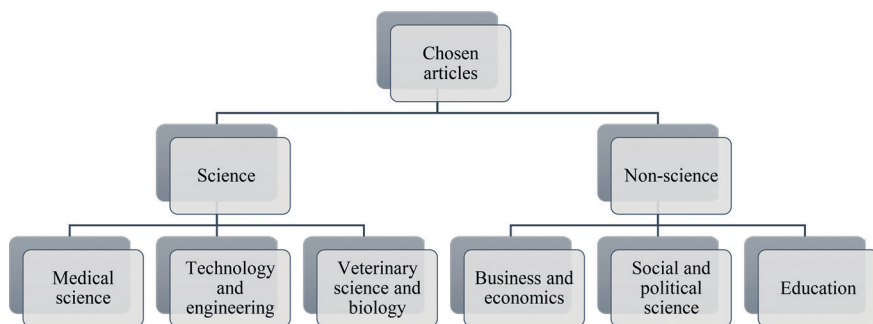 Chosen
articles
Science
Non-science
Medical
science
Technology
and
engineering
Veterinary
science and
biology
Business and
economics
Social and
political
science
Education